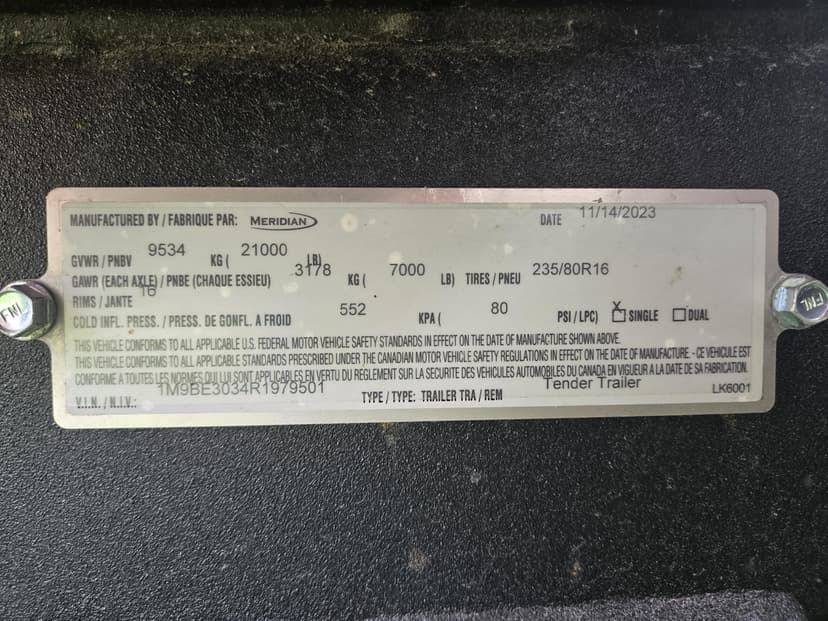 MANUFACTURED BY / FABRIQUE PAR: MERIDIAN DATE 11/14/2023
GVWR / PNBV 9534 KG ( 21000 LB)
GAWR (EACH AXLE) / PNBE (CHAQUE ESSIEU) 3178 KG ( 7000 LB) TIRES / PNEU 235/80R16
RIMS / JANTE 16
COLD INFL. PRESS. / PRESS. DE GONFL. A FROID 552 KPA ( 80 PSI / LPC) X SINGLE DUAL
THIS VEHICLE CONFORMS TO ALL APPLICABLE U.S. FEDERAL MOTOR VEHICLE SAFETY STANDARDS IN EFFECT ON THE DATE OF MANUFACTURE SHOWN ABOVE.
THIS VEHICLE CONFORMS TO ALL APPLICABLE STANDARDS PRESCRIBED UNDER THE CANADIAN MOTOR VEHICLE SAFETY REGULATIONS IN EFFECT ON THE DATE OF MANUFACTURE. - CE VEHICULE EST
CONFORME A TOUTES LES NORMES QUI LUI SONT APPLICABLES EN VERTU DU REGLEMENT SUR LA SECURITE DES VEHICULES AUTOMOBILES DU CANADA EN VIGUEUR A LA DATE DE SA FABRICATION.
V.I.N. / N.I.V.: 1M9BE3034R1979501 TYPE / TYPE: TRAILER TRA / REM Tender Trailer LK6001
FNL
FNL